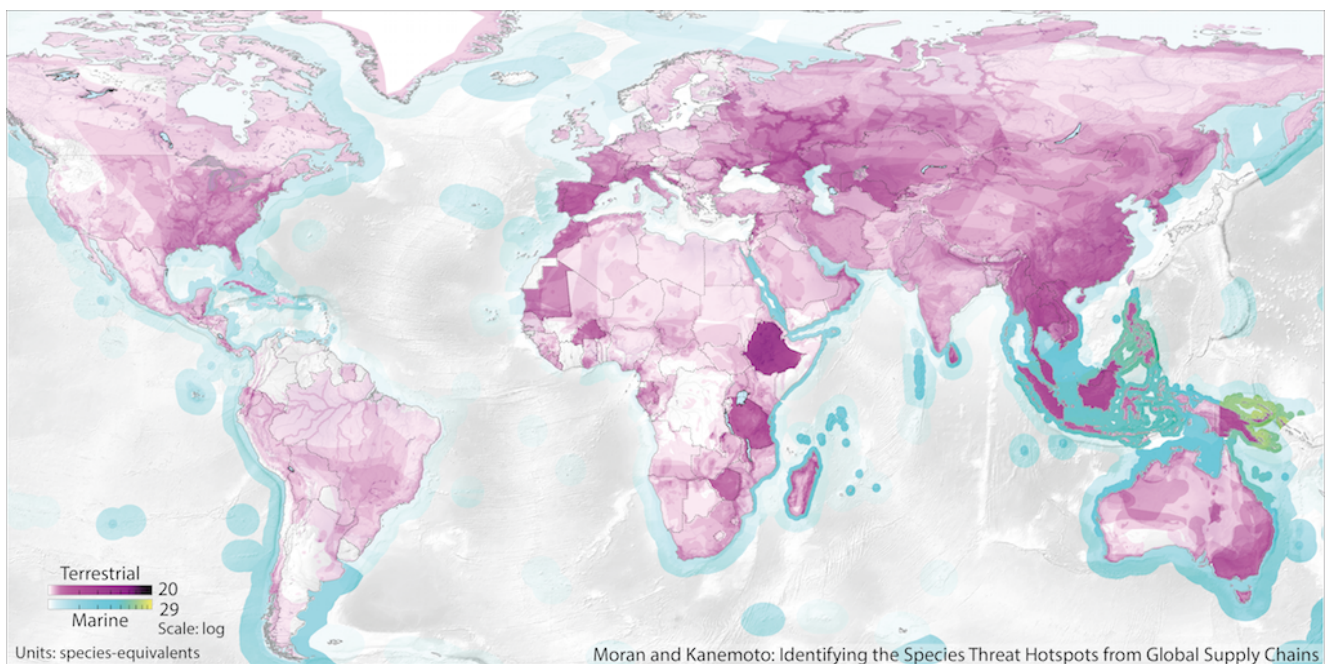 Terrestrial
20
29
Marine
Scale: log
Units: species-equivalents
Moran and Kanemoto: Identifying the Species Threat Hotspots from Global Supply Chains